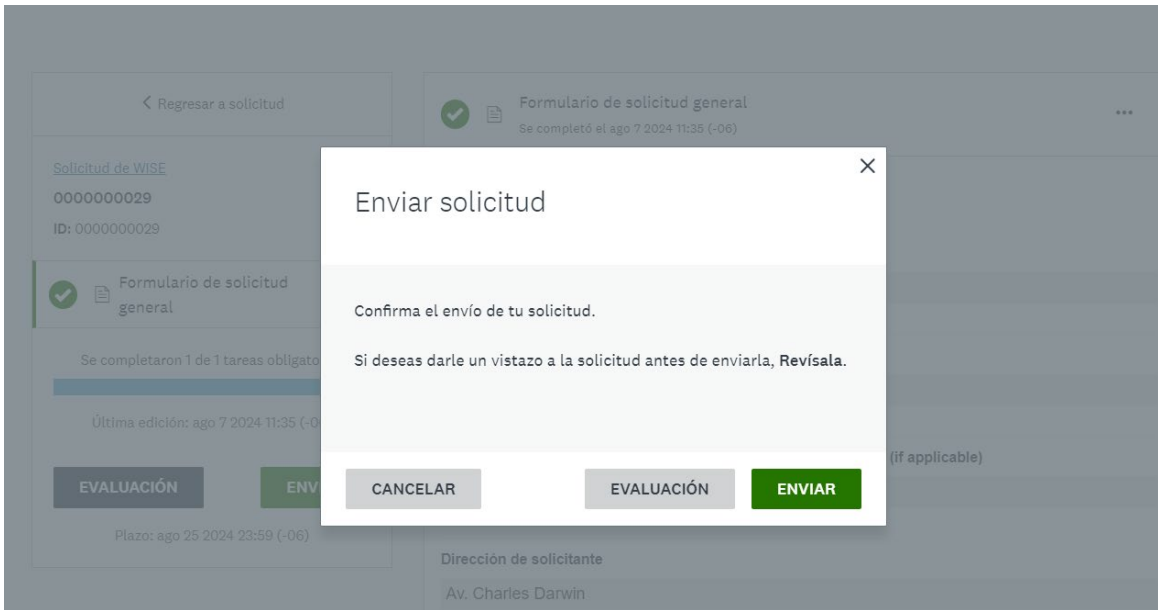 Regresar a solicitud
Solicitud de WISE
0000000029
ID: 0000000029
Formulario de solicitud
general
Se completaron 1 de 1 tareas obligato
Última edición: ago 7 2024 11:35 (-0
EVALUACIÓN
ENV
Plazo: ago 25 2024 23:59 (-06)
Formulario de solicitud general
Se completó el ago 7 2024 11:35 (-06)
Enviar solicitud
Confirma el envío de tu solicitud.
Si deseas darle un vistazo a la solicitud antes de enviarla, Revísala.
CANCELAR
EVALUACIÓN
ENVIAR
(if applicable)
Dirección de solicitante
Av. Charles Darwin